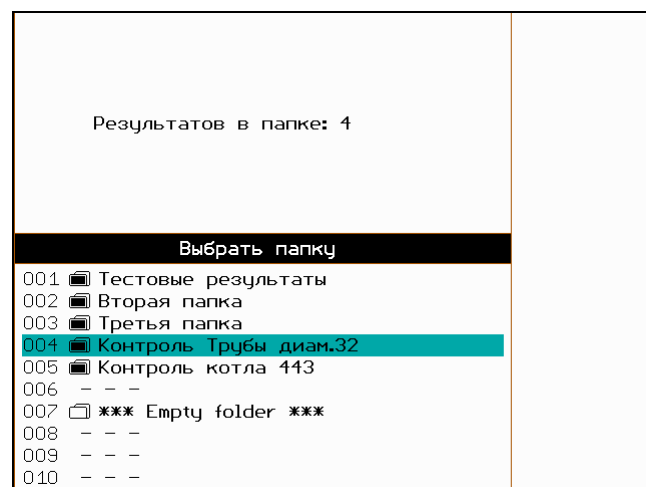 Результатов в папке: 4
Выбрать папку
001 Тестовые результаты
002 Вторая папка
003 Третья папка
004 Контроль Трубы диам.32
005 Контроль котла 443
006 - - -
007 *** Empty folder ***
008 - - -
009 - - -
010 - - -